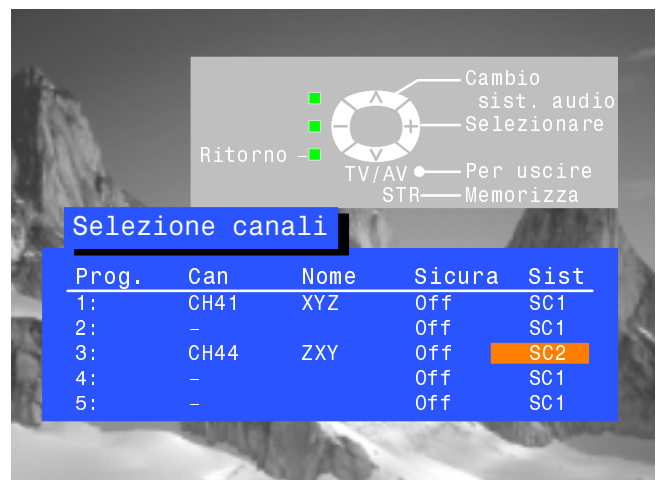 Cambio
sist. audio
Selezionare
Ritorno
TV/AV Per uscire
STR Memorizza
Selezione canali
Prog. Can Nome Sicura Sist
1: CH41 XYZ Off SC1
2: – Off SC1
3: CH44 ZXY Off SC2
4: – Off SC1
5: – Off SC1